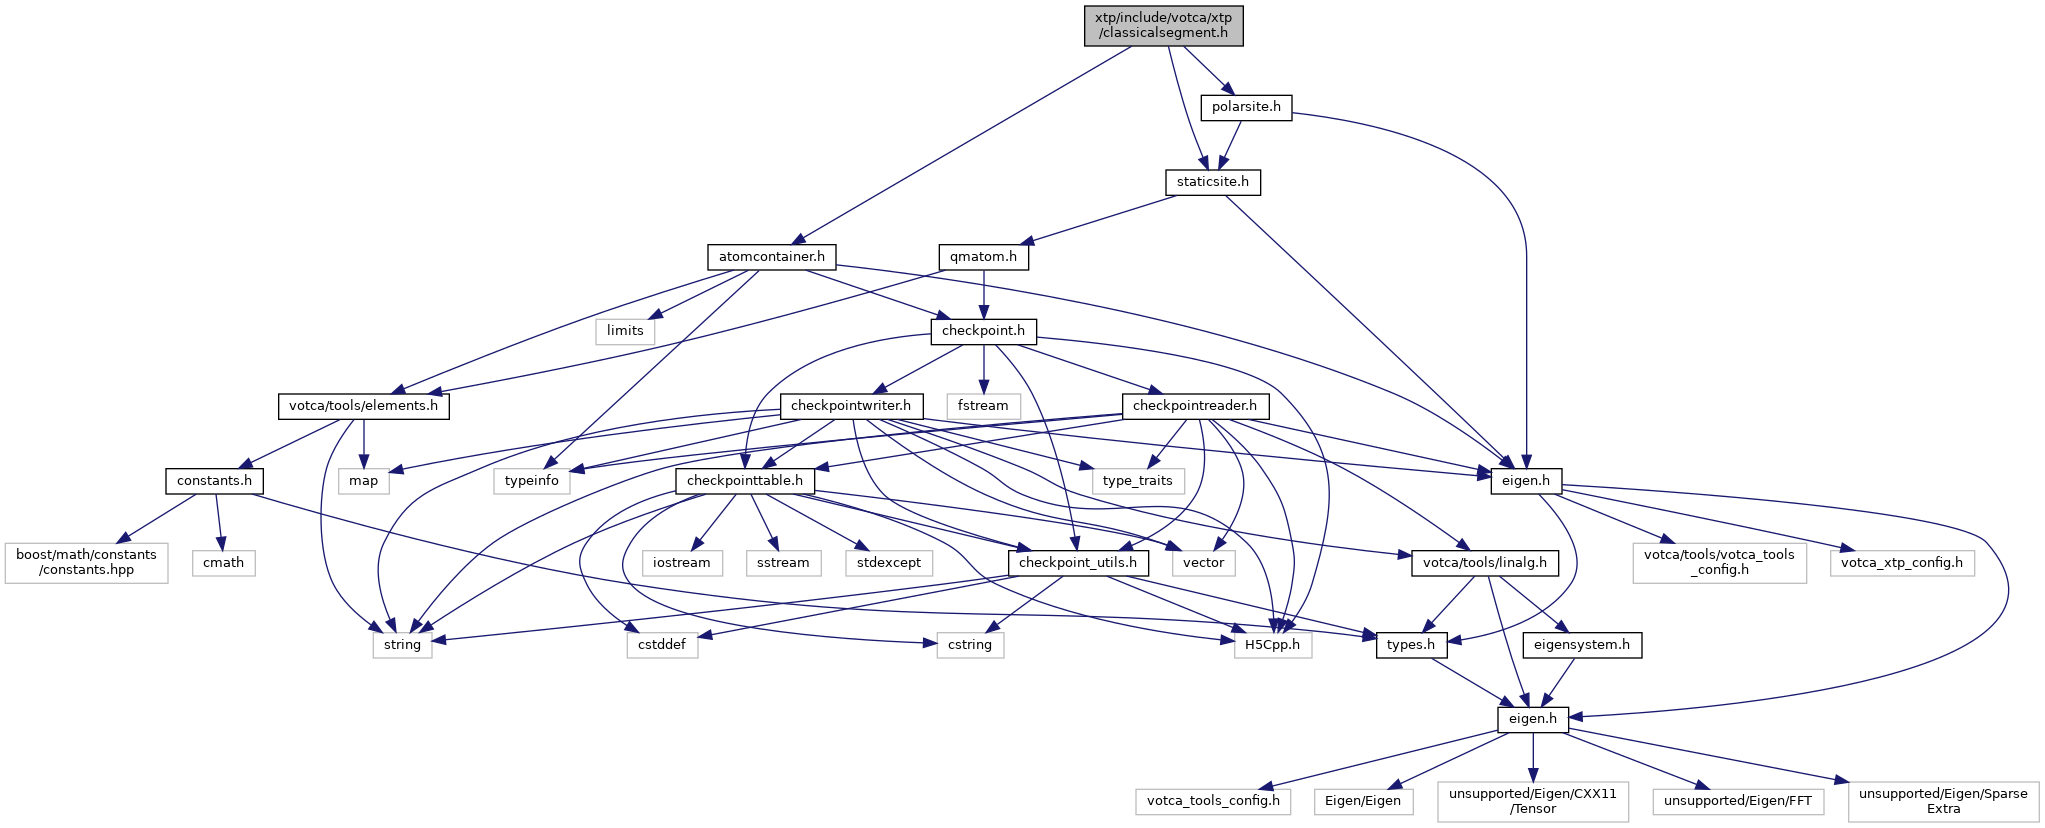 xtp/include/votca/xtp
/classicalsegment.h
polarsite.h
staticsite.h
atomcontainer.h
qmatom.h
limits
checkpoint.h
votca/tools/elements.h
checkpointwriter.h
fstream
checkpointreader.h
constants.h
map
typeinfo
checkpointtable.h
type_traits
eigen.h
boost/math/constants
/constants.hpp
cmath
iostream
sstream
stdexcept
checkpoint_utils.h
vector
votca/tools/linalg.h
votca/tools/votca_tools
_config.h
votca_xtp_config.h
string
cstddef
cstring
H5Cpp.h
types.h
eigensystem.h
eigen.h
votca_tools_config.h
Eigen/Eigen
unsupported/Eigen/CXX11
/Tensor
unsupported/Eigen/FFT
unsupported/Eigen/Sparse
Extra